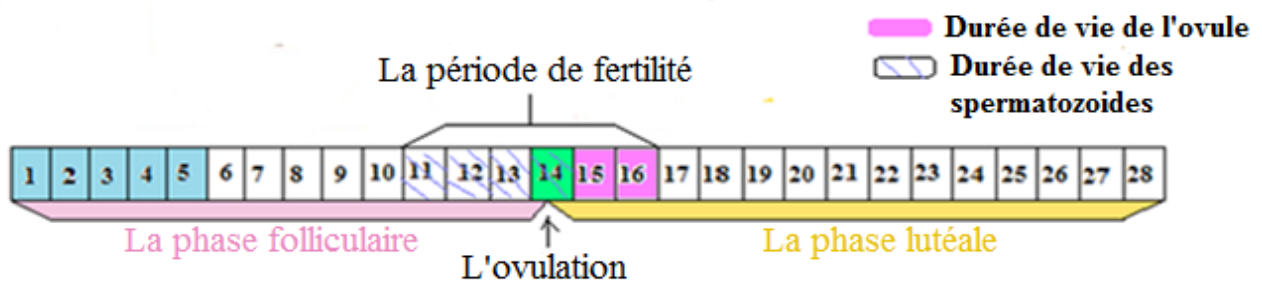 Durée de vie de l'ovule
Durée de vie des
spermatozoides
La période de fertilité
1 2 3 4 5 6 7 8 9 10 11 12 13 14 15 16 17 18 19 20 21 22 23 24 25 26 27 28
La phase folliculaire
La phase lutéale
L'ovulation